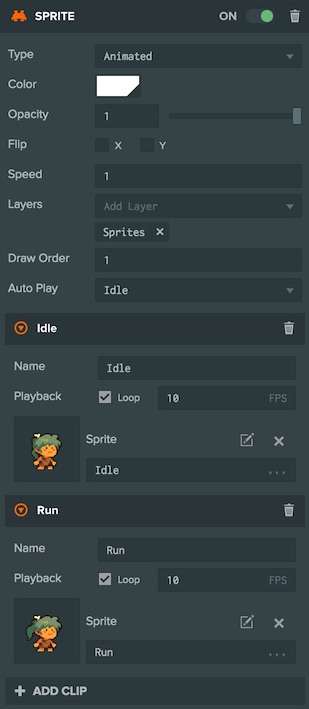 SPRITE ON
Type Animated
Color
Opacity 1
Flip X Y
Speed 1
Layers Add Layer
Sprites ×
Draw Order 1
Auto Play Idle
Idle
Name Idle
Playback Loop 10 FPS
Sprite
Idle ...
Run
Name Run
Playback Loop 10 FPS
Sprite
Run ...
+ ADD CLIP